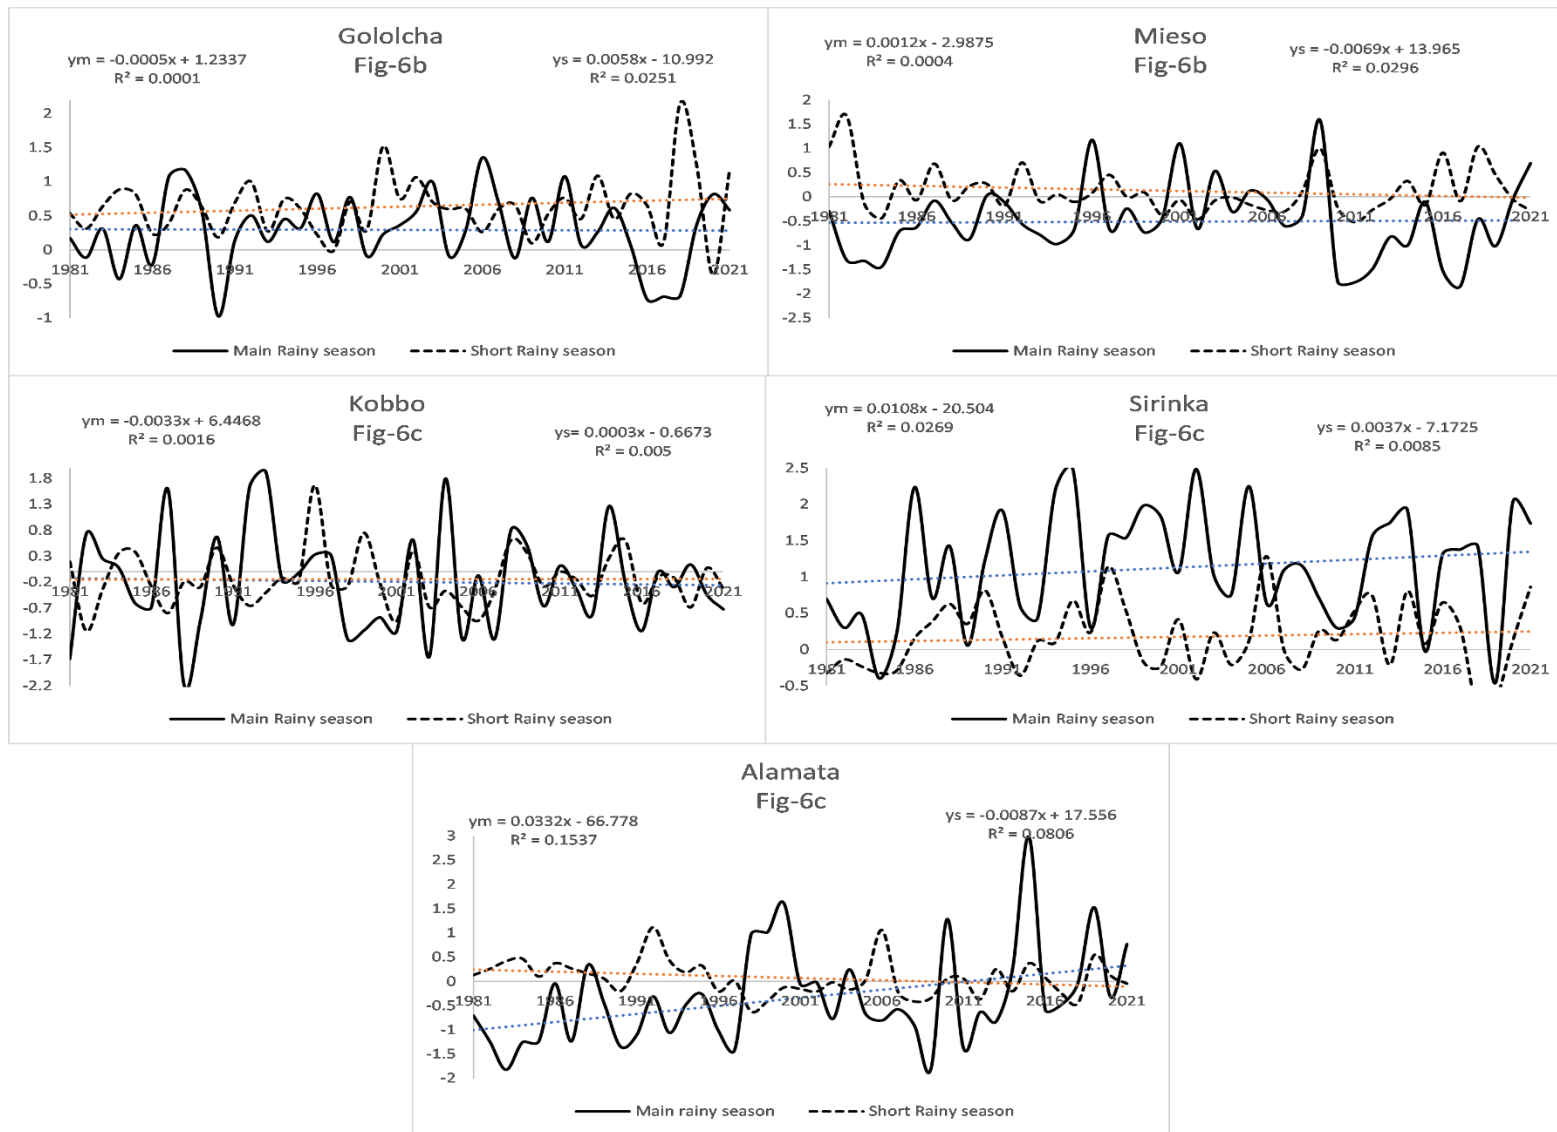 Gololcha
Fig-6b
ym = -0.0005x + 1.2337
R² = 0.0001
ys = 0.0058x - 10.992
R² = 0.0251
2
1.5
1
0.5
0
-0.5
-1
1981 1986 1991 1996 2001 2006 2011 2016 2021
Main Rainy season Short Rainy season
Mieso
Fig-6b
ym = 0.0012x - 2.9875
R² = 0.0004
ys = -0.0069x + 13.965
R² = 0.0296
2
1.5
1
0.5
0
-0.5
-1
-1.5
-2
-2.5
1981 1986 1991 1996 2001 2006 2011 2016 2021
Main Rainy season Short Rainy season
Kobbo
Fig-6c
ym = -0.0033x + 6.4468
R² = 0.0016
ys= 0.0003x - 0.6673
R² = 0.005
1.8
1.3
0.8
0.3
-0.2
-0.7
-1.2
-1.7
-2.2
1981 1986 1991 1996 2001 2006 2011 2016 2021
Main Rainy season Short Rainy season
Sirinka
Fig-6c
ym = 0.0108x - 20.504
R² = 0.0269
ys = 0.0037x - 7.1725
R² = 0.0085
2.5
2
1.5
1
0.5
0
-0.5
1981 1986 1991 1996 2001 2006 2011 2016 2021
Main Rainy season Short Rainy season
Alamata
Fig-6c
ym = 0.0332x - 66.778
R² = 0.1537
ys = -0.0087x + 17.556
R² = 0.0806
3
2.5
2
1.5
1
0.5
0
-0.5
-1
-1.5
-2
1981 1986 1991 1996 2001 2006 2011 2016 2021
Main rainy season Short Rainy season